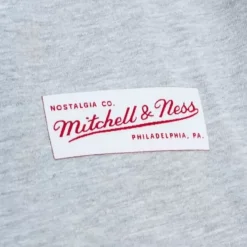 NOSTALGIA CO.
Mitchell & Ness
PHILADELPHIA, PA.